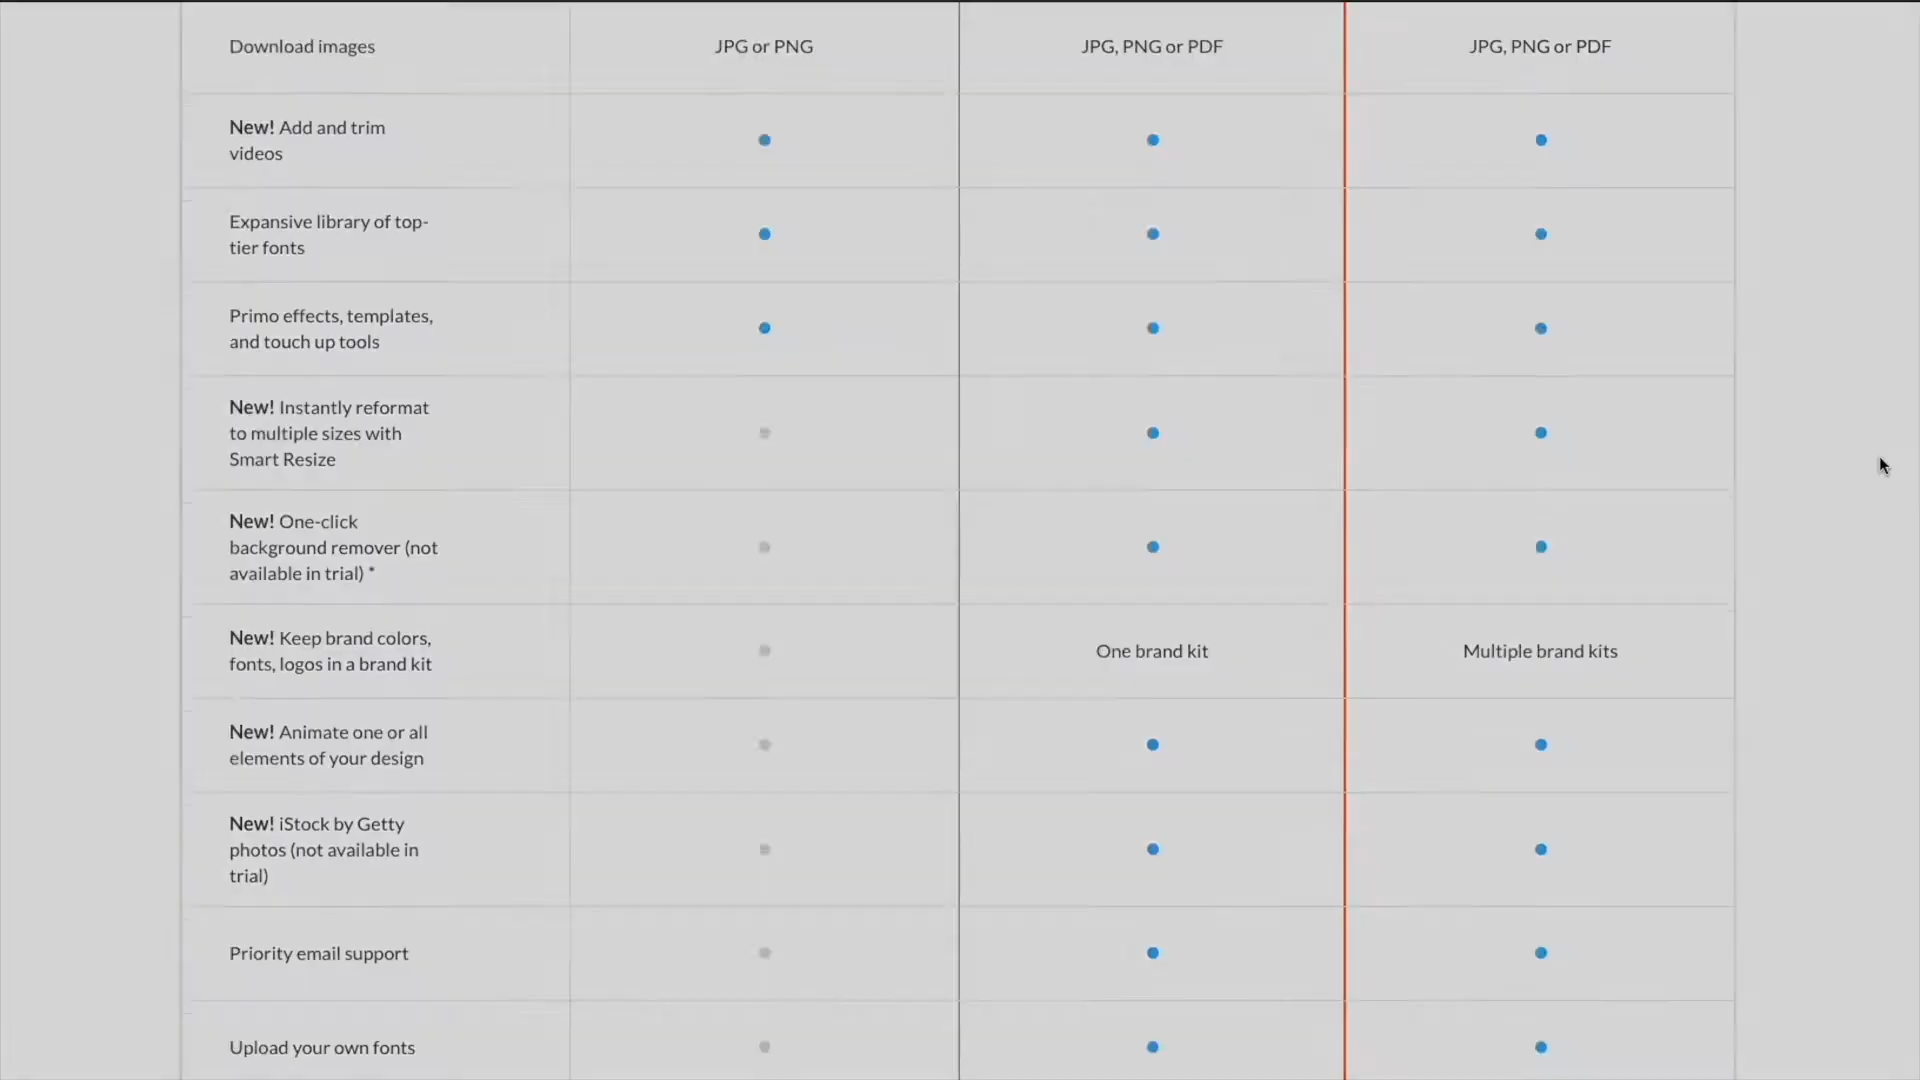 Download images
JPG or PNG
JPG, PNG or PDF
JPG, PNG or PDF
New! Add and trim
videos
Expansive library of top-
tier fonts
Primo effects, templates,
and touch up tools
New! Instantly reformat
to multiple sizes with
Smart Resize
New! One-click
background remover (not
available in trial) *
New! Keep brand colors,
fonts, logos in a brand kit
One brand kit
Multiple brand kits
New! Animate one or all
elements of your design
New! iStock by Getty
photos (not available in
trial)
Priority email support
Upload your own fonts